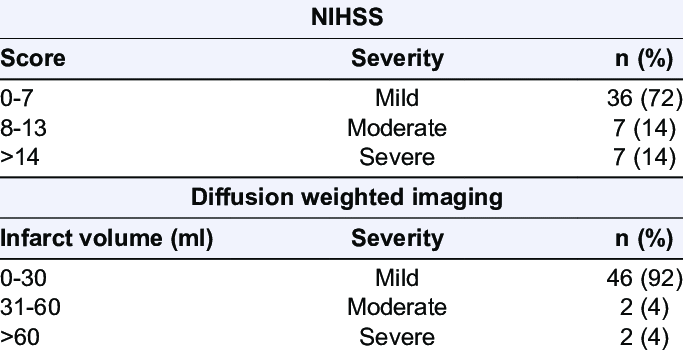 NIHSS
Score Severity n (%)
0-7 Mild 36 (72)
8-13 Moderate 7 (14)
>14 Severe 7 (14)
Diffusion weighted imaging
Infarct volume (ml) Severity n (%)
0-30 Mild 46 (92)
31-60 Moderate 2 (4)
>60 Severe 2 (4)